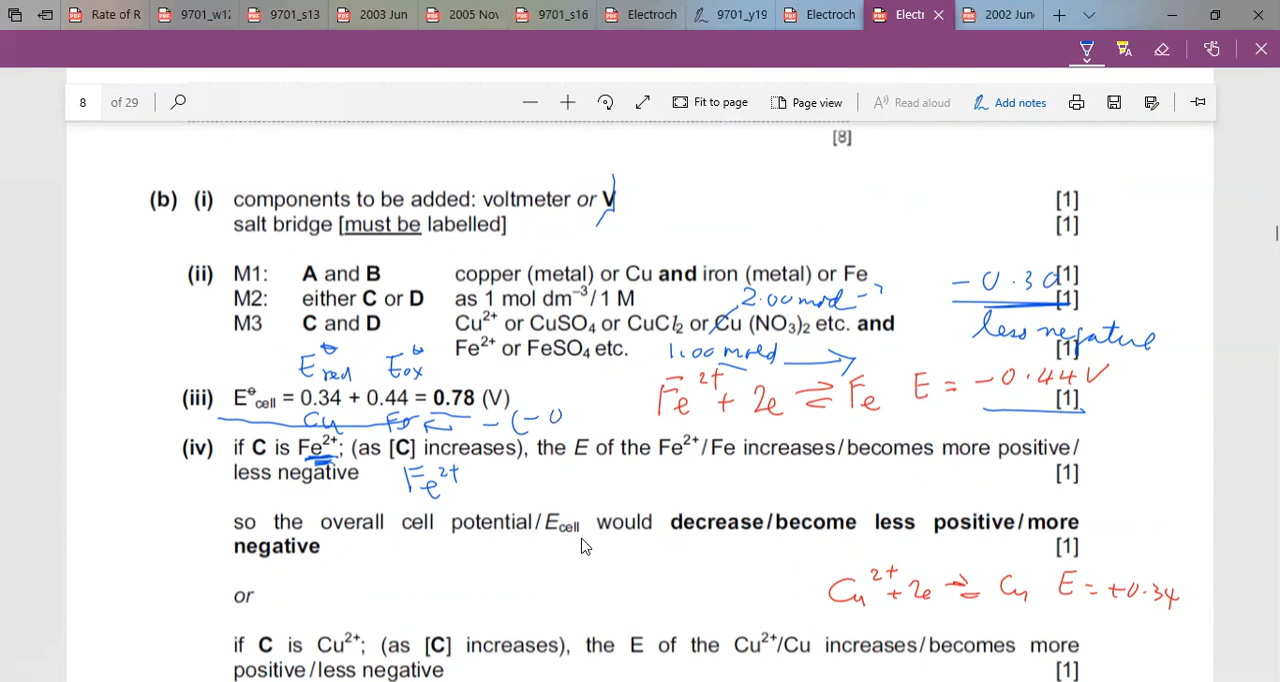 Rate of R 9701_w12 9701_s13 2003 Jun 2005 Nov 9701_s16 Electroch 9701_y19 Electroch Electr 2002 Jun
8 of 29 Fit to page Page view Read aloud Add notes
[8]
(b) (i) components to be added: voltmeter or V [1]
salt bridge [must be labelled] [1]
(ii) M1: A and B copper (metal) or Cu and iron (metal) or Fe [1]
-0.30
M2: either C or D as 1 mol dm⁻³/1 M [1]
2.00 mol
M3 C and D Cu²⁺ or CuSO₄ or CuCl₂ or Cu (NO₃)₂ etc. and
less negative
Fe²⁺ or FeSO₄ etc. [1]
E⊖red E⊖ox 1.00 →
Fe²⁺ + 2e ⇌ Fe E = -0.44V
(iii) E⊖cell = 0.34 + 0.44 = 0.78 (V) [1]
Cu Fe - (-0
(iv) if C is Fe²⁺; (as [C] increases), the E of the Fe²⁺/Fe increases/becomes more positive/
less negative [1]
Fe²⁺
so the overall cell potential/Ecell would decrease/become less positive/more
negative [1]
Cu²⁺ + 2e ⇌ Cu E = +0.34
or
if C is Cu²⁺; (as [C] increases), the E of the Cu²⁺/Cu increases/becomes more
positive/less negative [1]